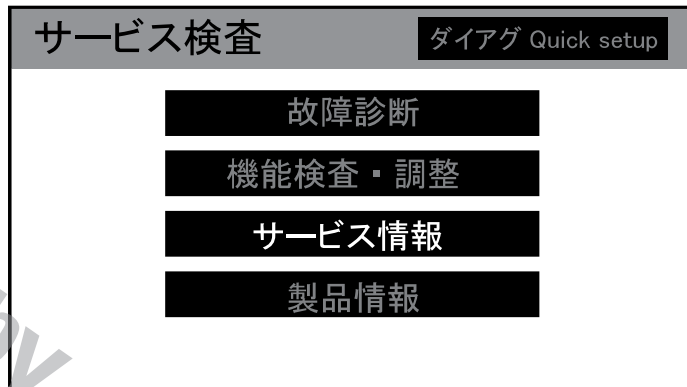 サービス検査
ダイアグ Quick setup
故障診断
機能検査・調整
サービス情報
製品情報